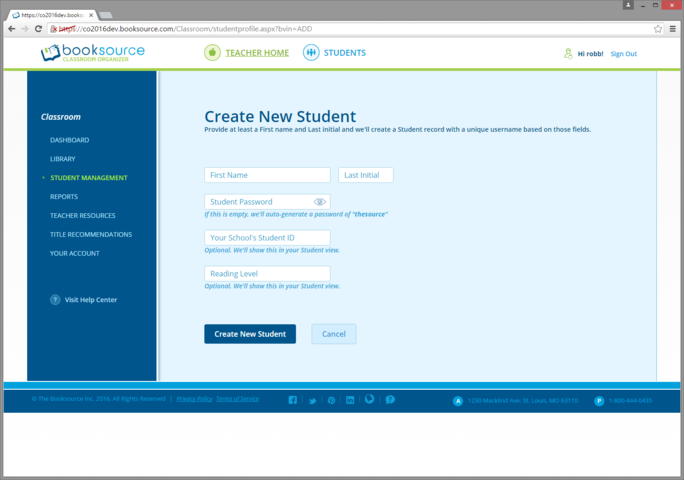 https://co2016dev.books
https://co2016dev.booksource.com/Classroom/studentprofile.aspx?bvin=ADD
booksource
CLASSROOM ORGANIZER
TEACHER HOME
STUDENTS
Hi robb!
Sign Out
Classroom
DASHBOARD
LIBRARY
STUDENT MANAGEMENT
REPORTS
TEACHER RESOURCES
TITLE RECOMMENDATIONS
YOUR ACCOUNT
? Visit Help Center
Create New Student
Provide at least a First name and Last initial and we'll create a Student record with a unique username based on those fields.
First Name
Last Initial
Student Password
If this is empty, we'll auto-generate a password of "thesource"
Your School's Student ID
Optional. We'll show this in your Student view.
Reading Level
Optional. We'll show this in your Student view.
Create New Student
Cancel
© The Booksource Inc. 2016. All Rights Reserved | Privacy Policy Terms of Service
A 1230 Macklind Ave. St. Louis, MO 63110
P 1-800-444-0435